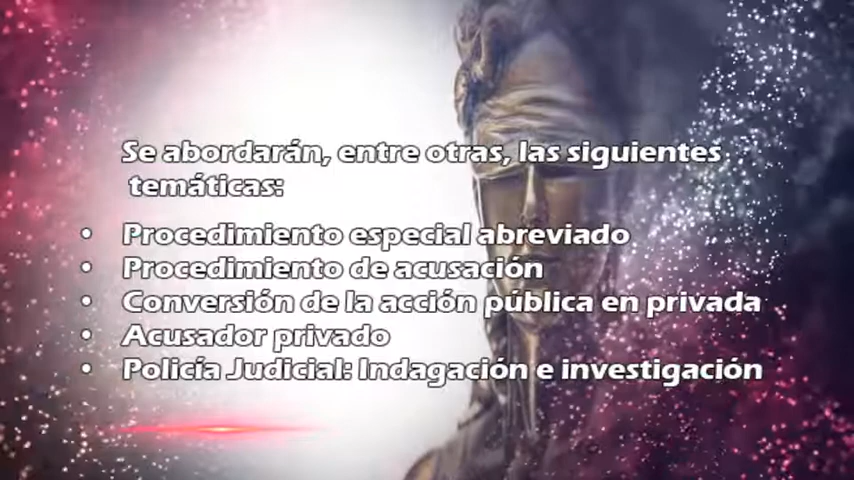 Se abordarán, entre otras, las siguientes
temáticas:
• Procedimiento especial abreviado
• Procedimiento de acusación
• Conversión de la acción pública en privada
• Acusador privado
• Policía Judicial: Indagación e investigación